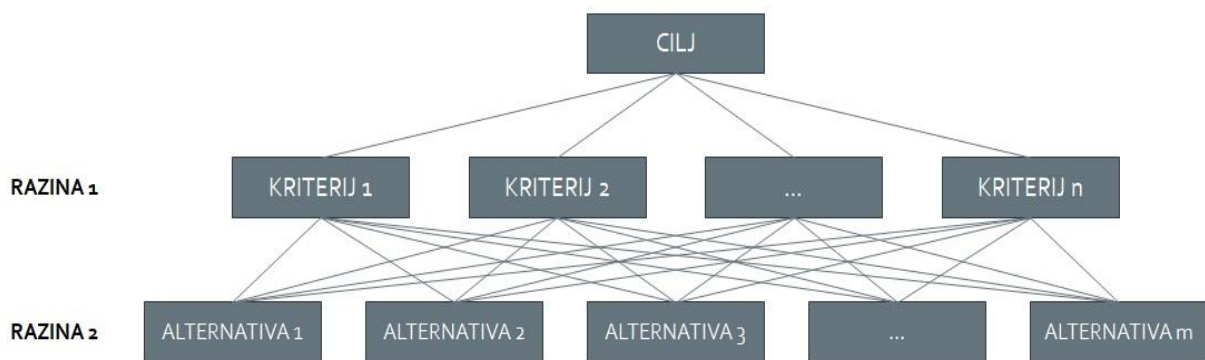 CILJ
RAZINA 1
KRITERIJ 1
KRITERIJ 2
...
KRITERIJ n
RAZINA 2
ALTERNATIVA 1
ALTERNATIVA 2
ALTERNATIVA 3
...
ALTERNATIVA m